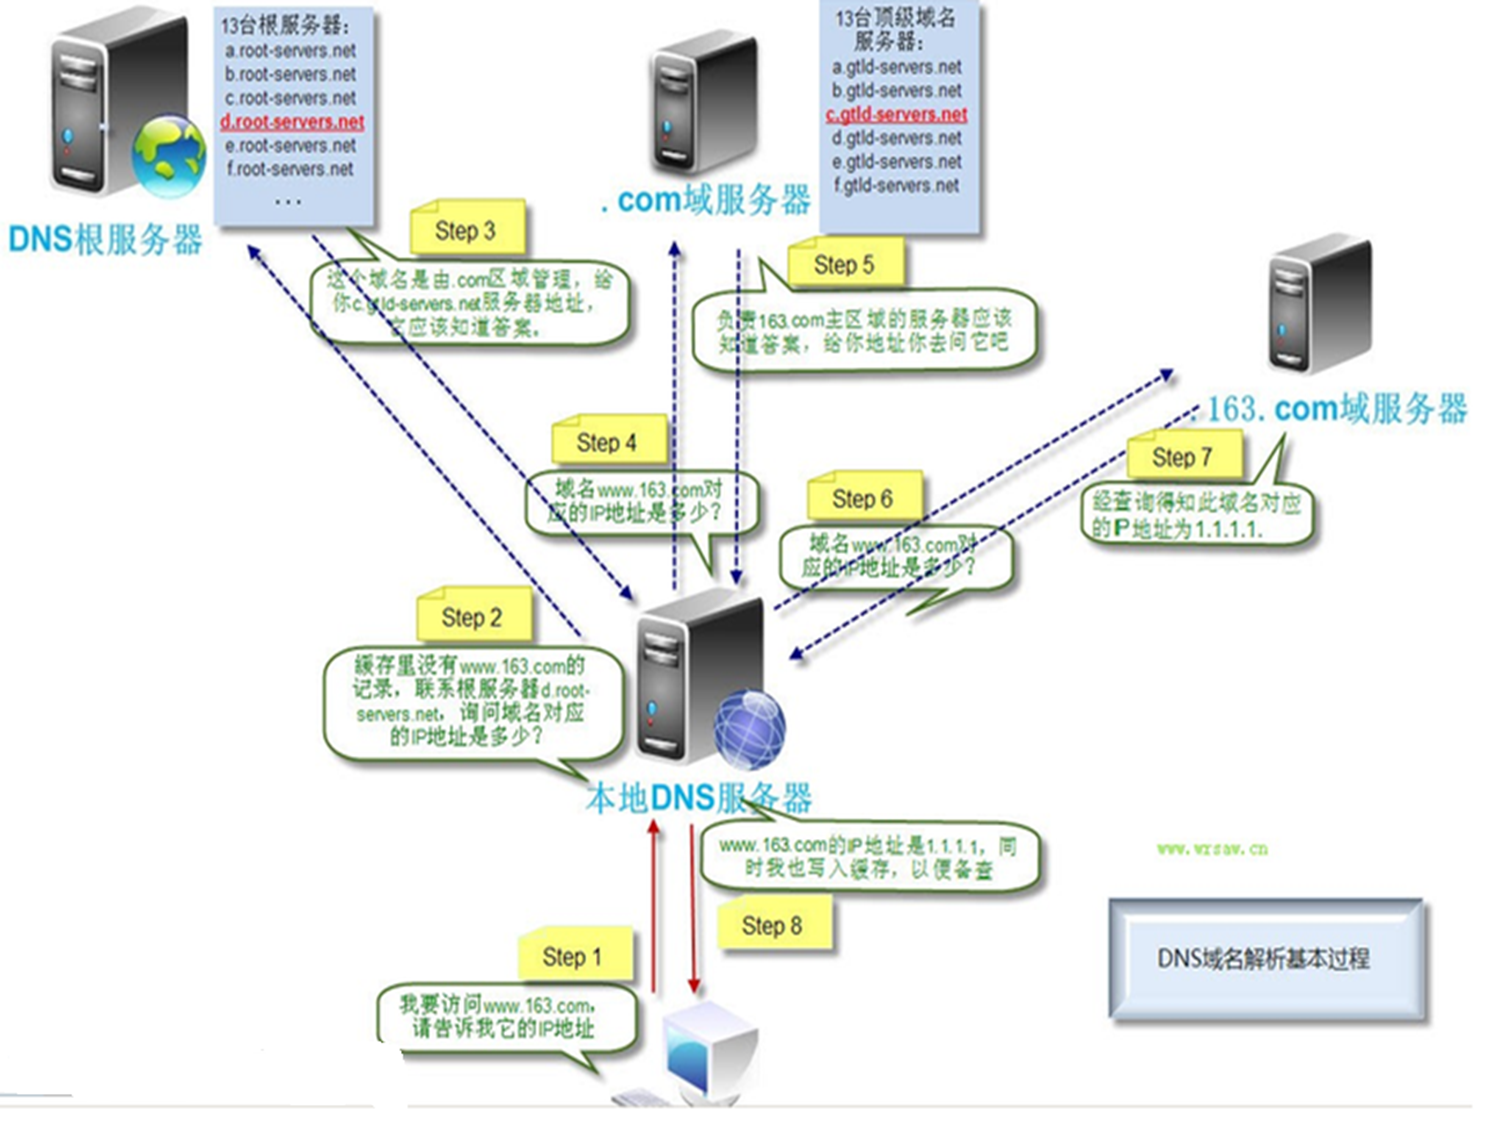 13台根服务器：
a.root-servers.net
b.root-servers.net
c.root-servers.net
d.root-servers.net
e.root-servers.net
f.root-servers.net
...
DNS根服务器
.com域服务器
13台顶级域名
服务器：
a.gtld-servers.net
b.gtld-servers.net
c.gtld-servers.net
d.gtld-servers.net
e.gtld-servers.net
f.gtld-servers.net
Step 3
这个域名是由.com区域管理，给
你c.gtld-servers.net服务器地址，
它应该知道答案。
Step 5
负责163.com主区域的服务器应该
知道答案，给你地址你去问它吧
.163.com域服务器
Step 4
域名www.163.com对
应的IP地址是多少？
Step 6
域名www.163.com对
应的IP地址是多少？
Step 7
经查询得知此域名对应
的IP地址为1.1.1.1.
Step 2
缓存里没有www.163.com的
记录，联系根服务器d.root-
servers.net，询问域名对应
的IP地址是多少？
本地DNS服务器
www.163.com的IP地址是1.1.1.1，同
时我也写入缓存，以便备查
Step 8
Step 1
我要访问www.163.com，
请告诉我它的IP地址
www.wrsaw.cn
DNS域名解析基本过程